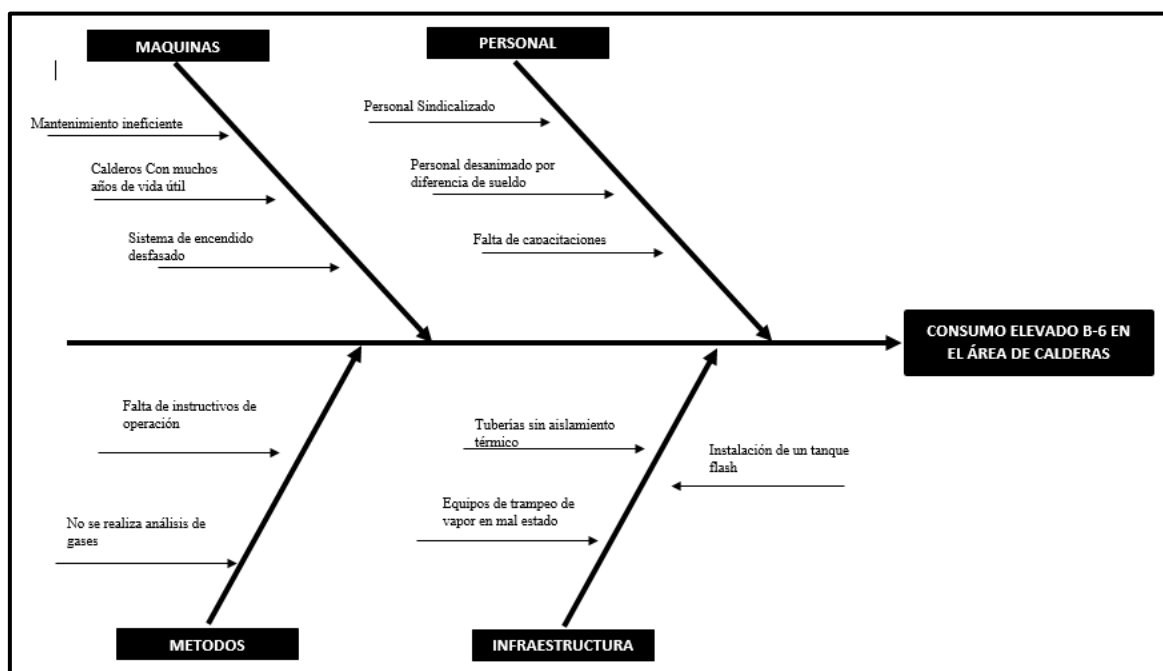 MAQUINAS
PERSONAL
Mantenimiento ineficiente
Calderos Con muchos
años de vida útil
Sistema de encendido
desfasado
Personal Sindicalizado
Personal desanimado por
diferencia de sueldo
Falta de capacitaciones
CONSUMO ELEVADO B-6 EN
EL ÁREA DE CALDERAS
Falta de instructivos de
operación
No se realiza análisis de
gases
Tuberías sin aislamiento
térmico
Instalación de un tanque
flash
Equipos de trampeo de
vapor en mal estado
METODOS
INFRAESTRUCTURA